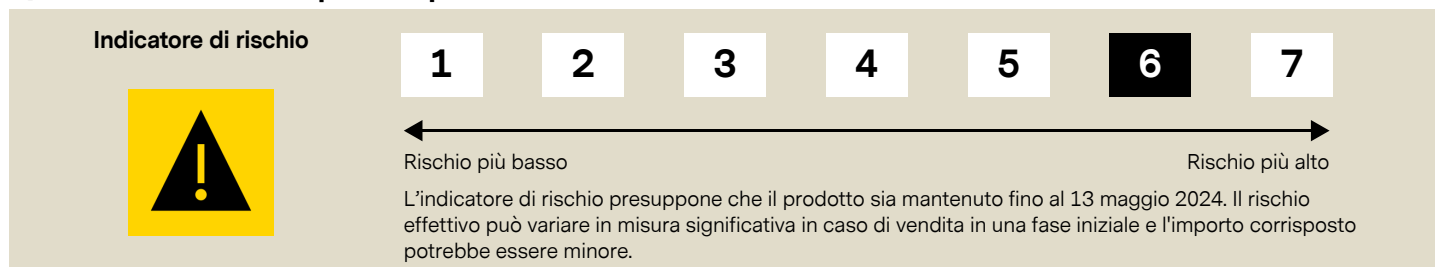 Indicatore di rischio
1 2 3 4 5 6 7
Rischio più basso
Rischio più alto
L’indicatore di rischio presuppone che il prodotto sia mantenuto fino al 13 maggio 2024. Il rischio
effettivo può variare in misura significativa in caso di vendita in una fase iniziale e l'importo corrisposto
potrebbe essere minore.